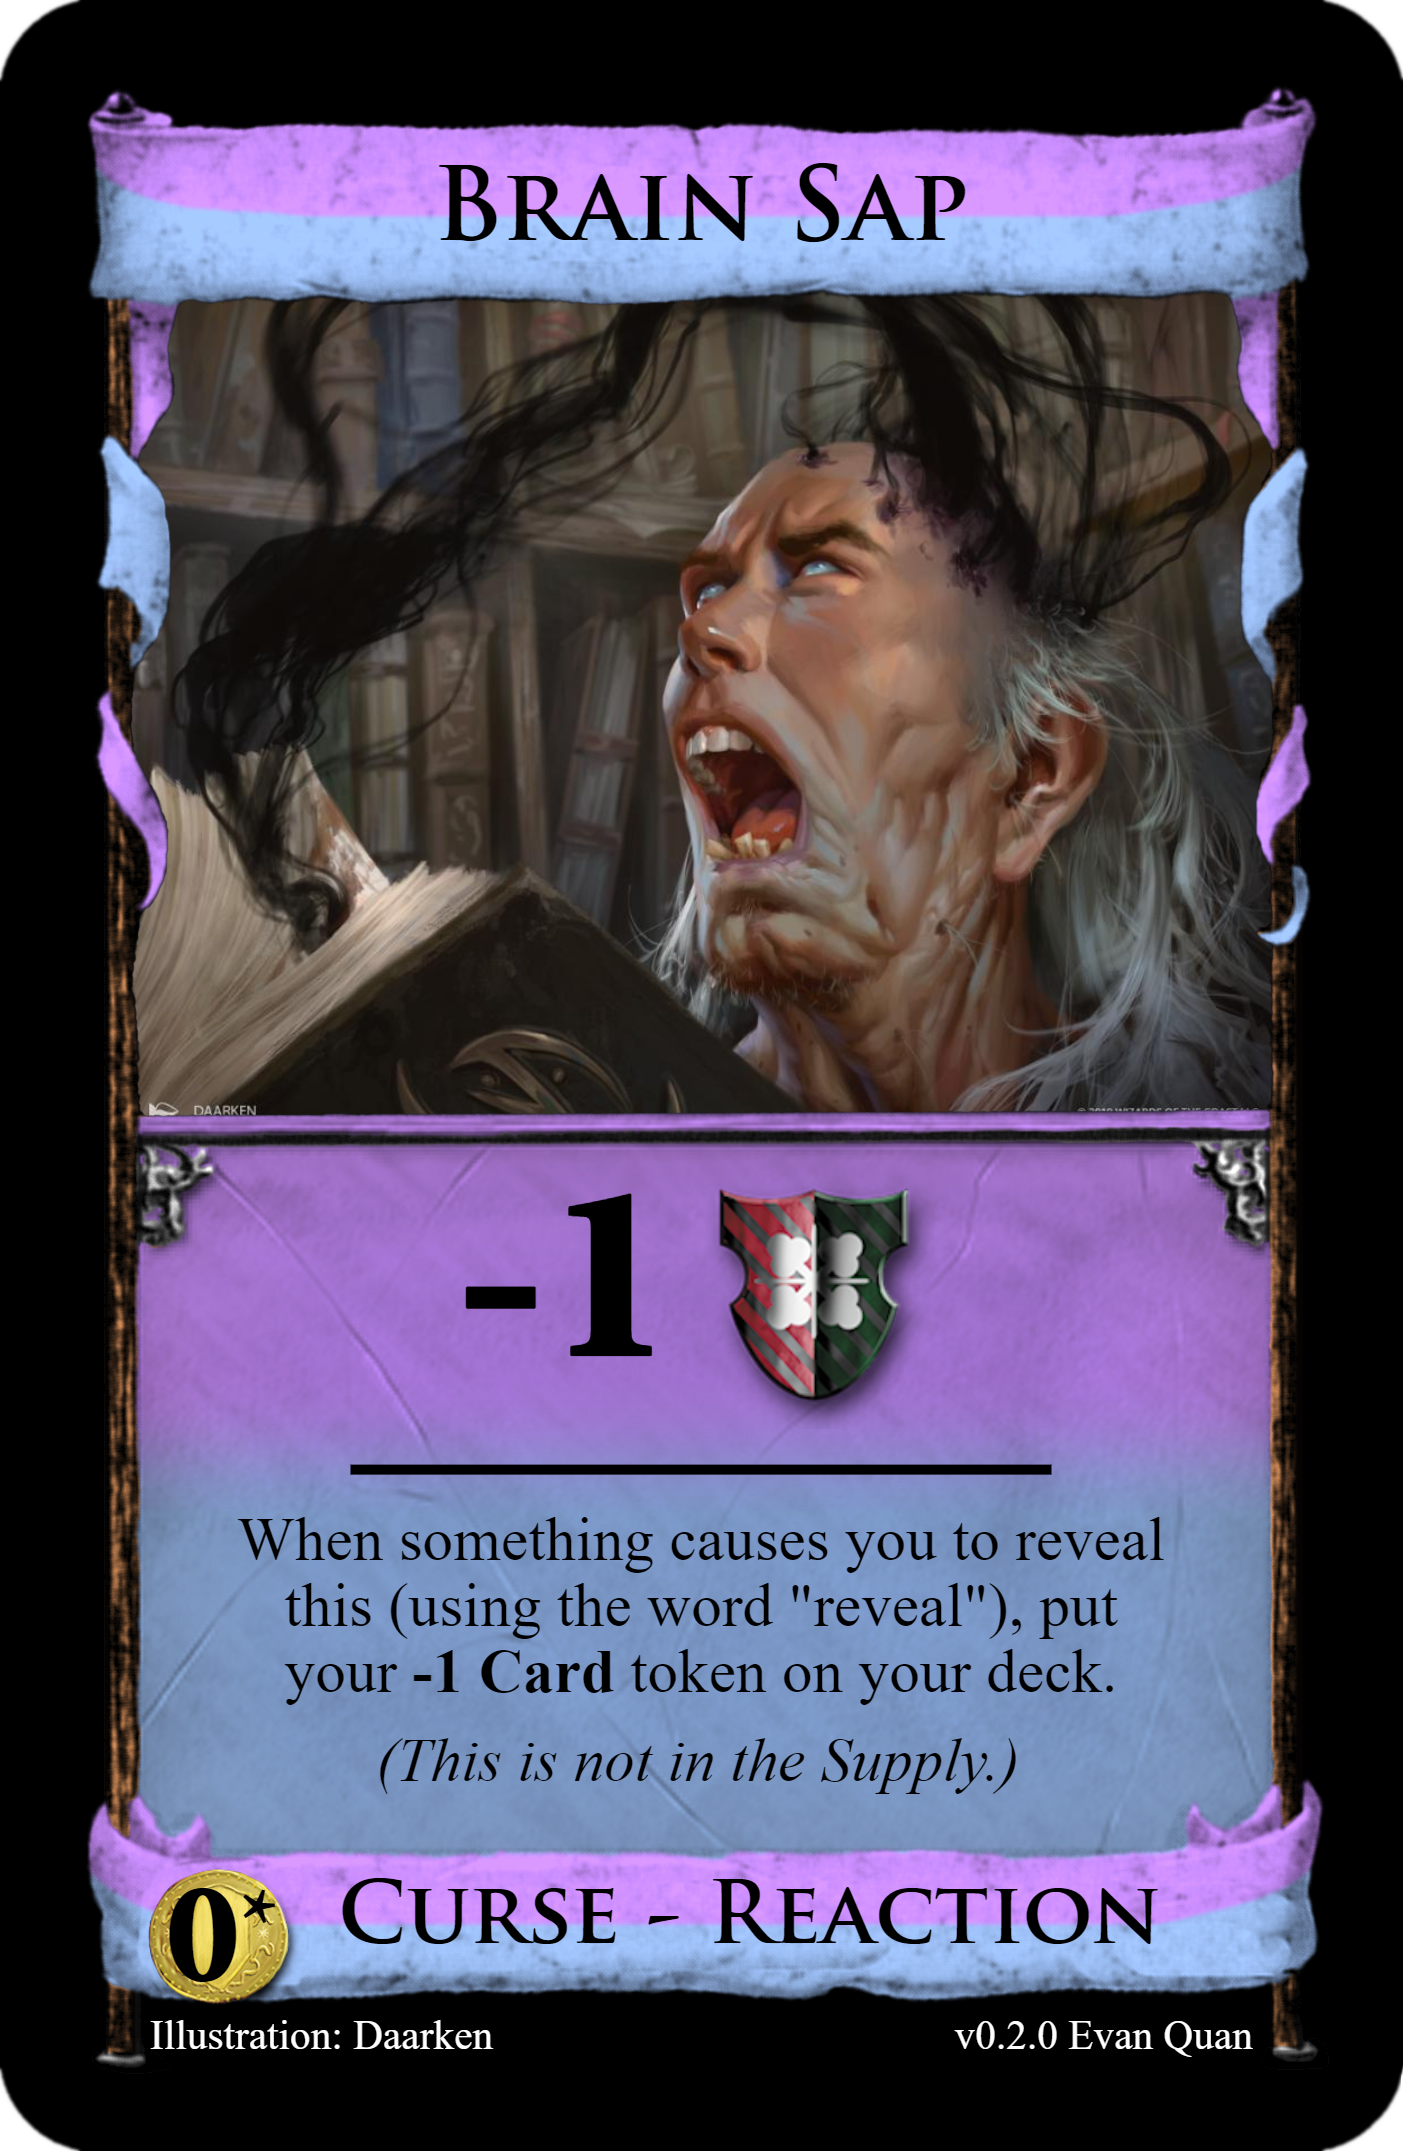 Brain Sap
DAARKEN
-1
When something causes you to reveal
this (using the word "reveal"), put
your -1 Card token on your deck.
(This is not in the Supply.)
0*
Curse - Reaction
Illustration: Daarken
v0.2.0 Evan Quan